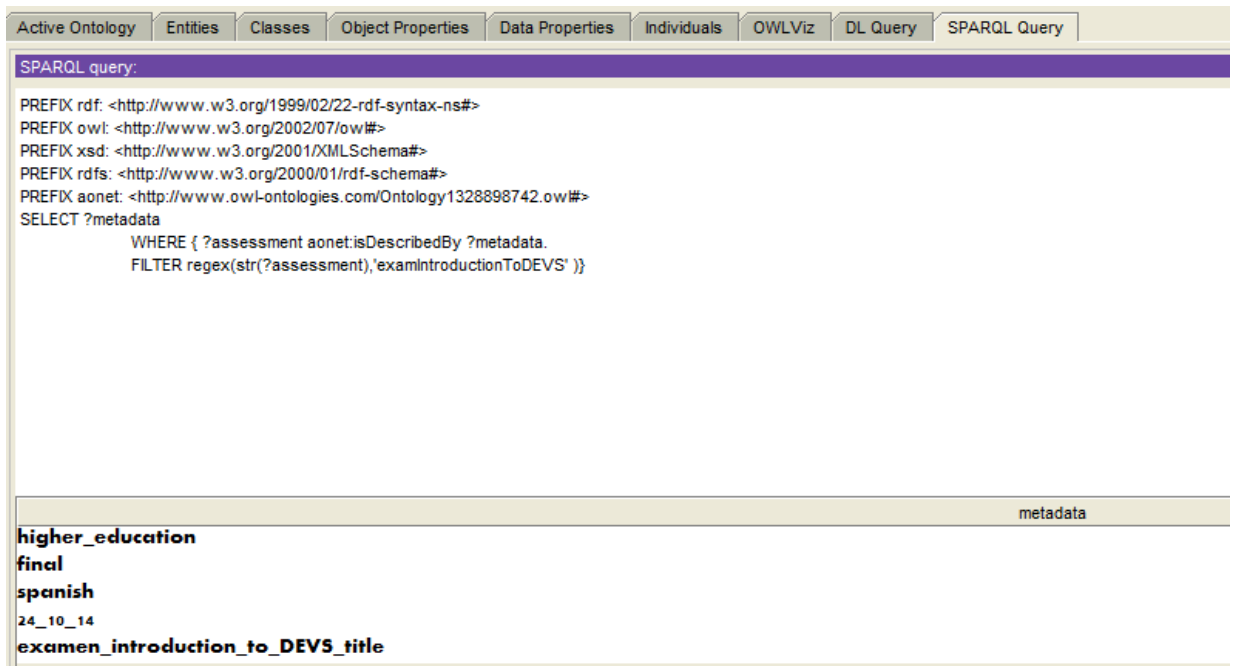 Active Ontology Entities Classes Object Properties Data Properties Individuals OWLViz DL Query SPARQL Query
SPARQL query:
PREFIX rdf: <http://www.w3.org/1999/02/22-rdf-syntax-ns#>
PREFIX owl: <http://www.w3.org/2002/07/owl#>
PREFIX xsd: <http://www.w3.org/2001/XMLSchema#>
PREFIX rdfs: <http://www.w3.org/2000/01/rdf-schema#>
PREFIX aonet: <http://www.owl-ontologies.com/Ontology1328898742.owl#>
SELECT ?metadata
WHERE { ?assessment aonet:isDescribedBy ?metadata.
FILTER regex(str(?assessment),'examIntroductionToDEVS' )}
metadata
higher_education
final
spanish
24_10_14
examen_introduction_to_DEVS_title